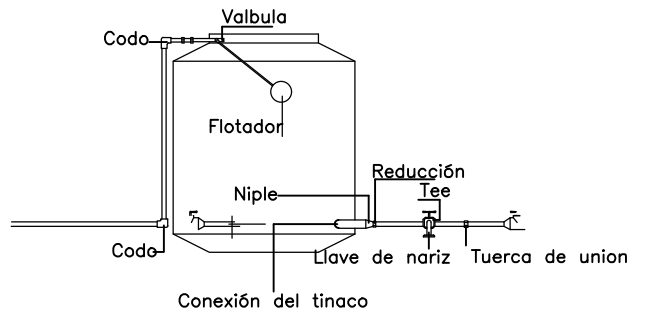 Valbula
Codo
Flotador
Reducción
Tee
Niple
Codo
Llave de nariz
Tuerca de union
Conexión del tinaco